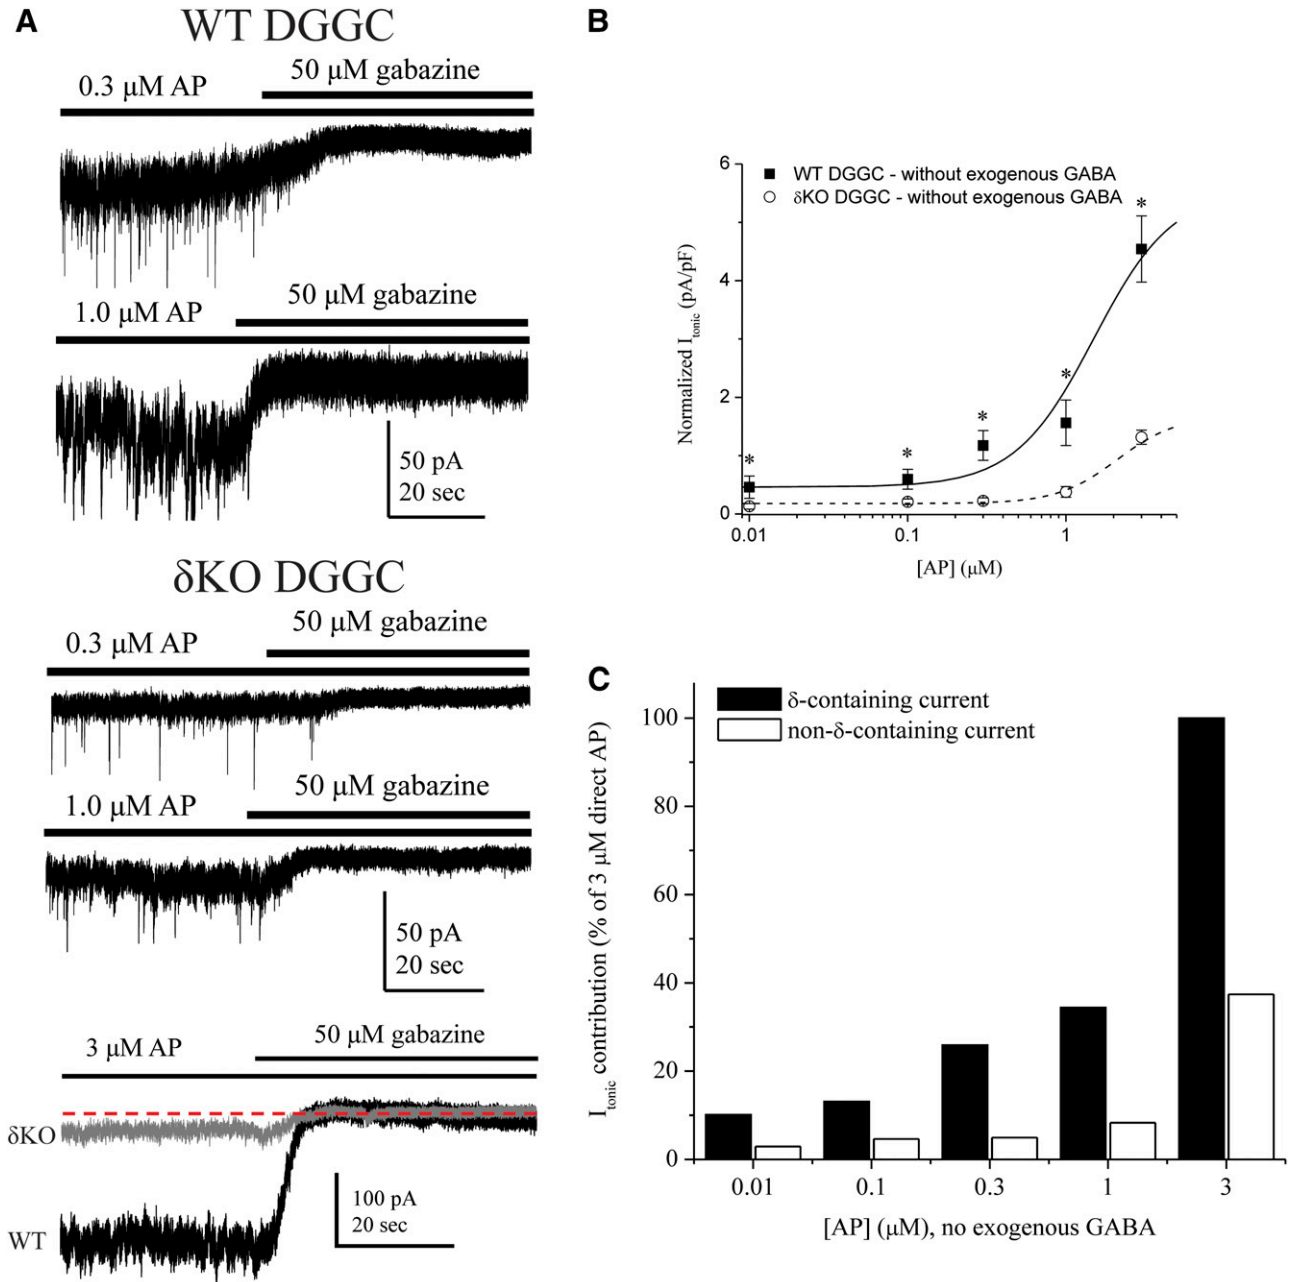 A
WT DGGC
50 μM gabazine
0.3 μM AP
50 μM gabazine
1.0 μM AP
50 pA
20 sec
δKO DGGC
50 μM gabazine
0.3 μM AP
50 μM gabazine
1.0 μM AP
50 pA
20 sec
50 μM gabazine
3 μM AP
δKO
100 pA
20 sec
WT
B
6
WT DGGC - without exogenous GABA
δKO DGGC - without exogenous GABA
*
4
*
2
*
*
*
0
0.01 0.1 1
Normalized Itonic (pA/pF)
[AP] (μM)
C
δ-containing current
non-δ-containing current
100
80
60
40
20
0
0.01 0.1 0.3 1 3
Itonic contribution (% of 3 μM direct AP)
[AP] (μM), no exogenous GABA